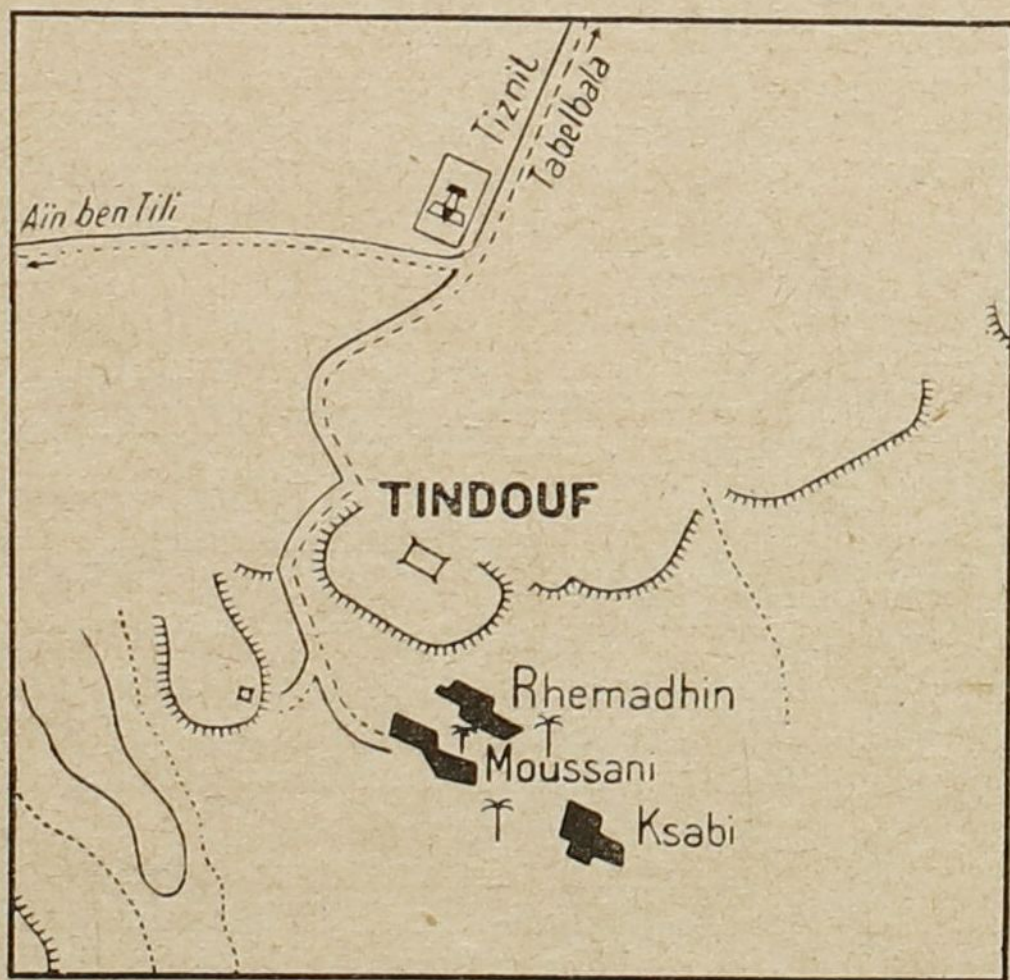 Tiznit
Tabelbala
Aïn ben Tili
TINDOUF
Rhemadhin
Moussani
Ksabi